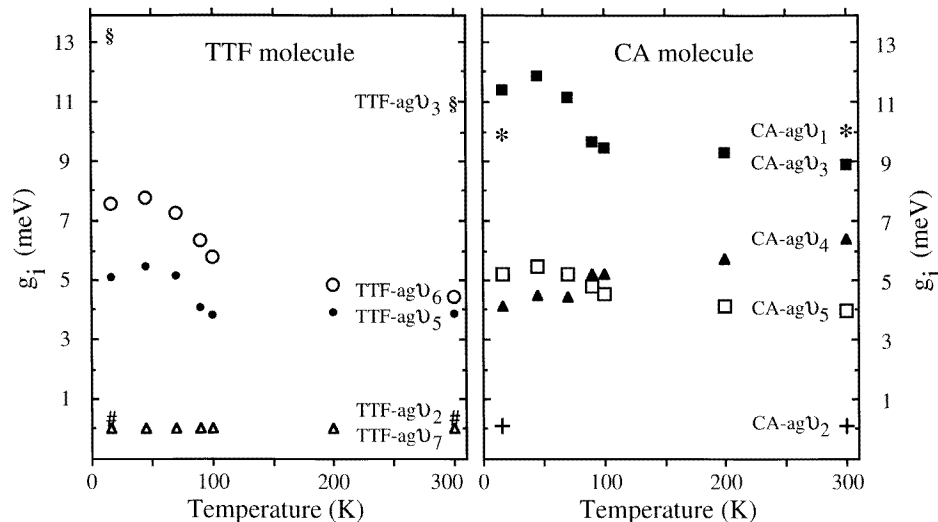 TTF molecule
g_i (meV)
13
11
9
7
5
3
1
§
TTF-agυ₃ §
TTF-agυ₆
TTF-agυ₅
TTF-agυ₂
TTF-agυ₇
#
#
0
100
200
300
Temperature (K)
CA molecule
*
CA-agυ₁ *
CA-agυ₃
CA-agυ₄
CA-agυ₅
CA-agυ₂
+
+
0
100
200
300
Temperature (K)
13
11
9
7
5
3
1
g_i (meV)